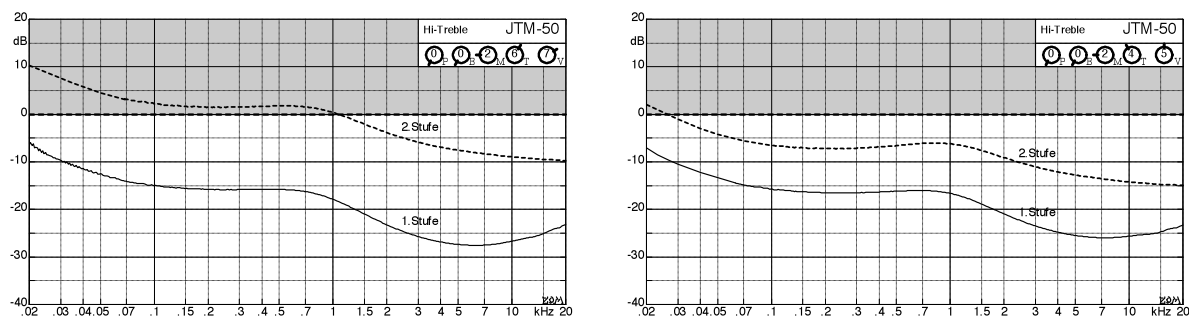 20
dB
10
0
-10
-20
-30
-40
Hi-Treble JTM-50
0 P 0 B 2 M 6 T 7 V
2.Stufe
1.Stufe
.02 .03 .04 .05 .07 .1 .15 .2 .3 .4 .5 .7 1 1.5 2 3 4 5 kHz 10 20
20
dB
10
0
-10
-20
-30
-40
Hi-Treble JTM-50
0 P 0 B 2 M 4 T 5 V
2.Stufe
1.Stufe
.02 .03 .04 .05 .07 .1 .15 .2 .3 .4 .5 .7 1 1.5 2 3 4 5 7 kHz 10 20